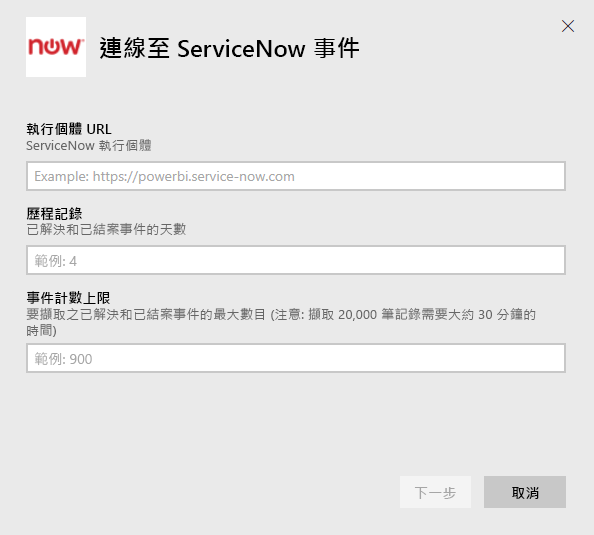 now
連線至 ServiceNow 事件
執行個體 URL
ServiceNow 執行個體
Example: https://powerbi.service-now.com
歷程記錄
已解決和已結案事件的天數
範例: 4
事件計數上限
要擷取之已解決和已結案事件的最大數目 (注意: 擷取 20,000 筆記錄需要大約 30 分鐘的
時間)
範例: 900
下一步
取消